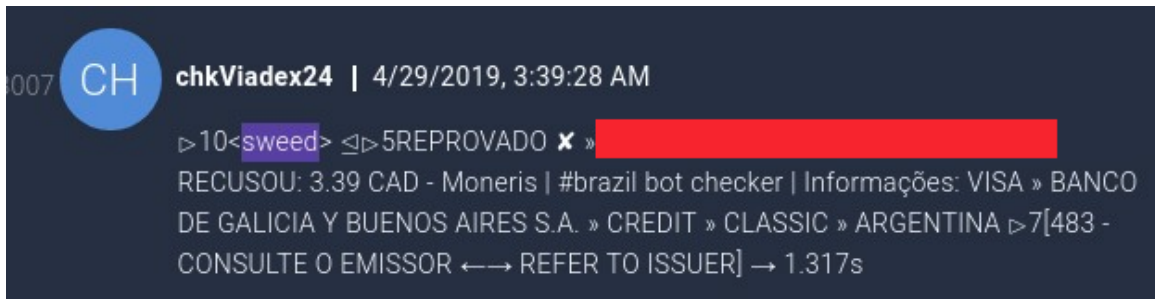 3007
CH
chkViadex24 | 4/29/2019, 3:39:28 AM
▷10<sweed> ⊴▷5REPROVADO ✘ »
RECUSOU: 3.39 CAD - Moneris | #brazil bot checker | Informações: VISA » BANCO
DE GALICIA Y BUENOS AIRES S.A. » CREDIT » CLASSIC » ARGENTINA ▷7[483 -
CONSULTE O EMISSOR ←→ REFER TO ISSUER] → 1.317s